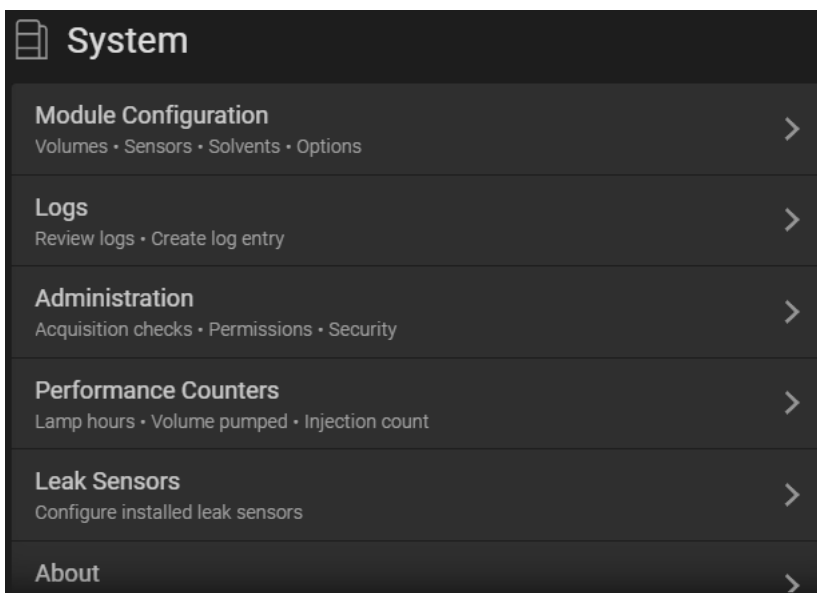 System
Module Configuration
Volumes • Sensors • Solvents • Options
Logs
Review logs • Create log entry
Administration
Acquisition checks • Permissions • Security
Performance Counters
Lamp hours • Volume pumped • Injection count
Leak Sensors
Configure installed leak sensors
About